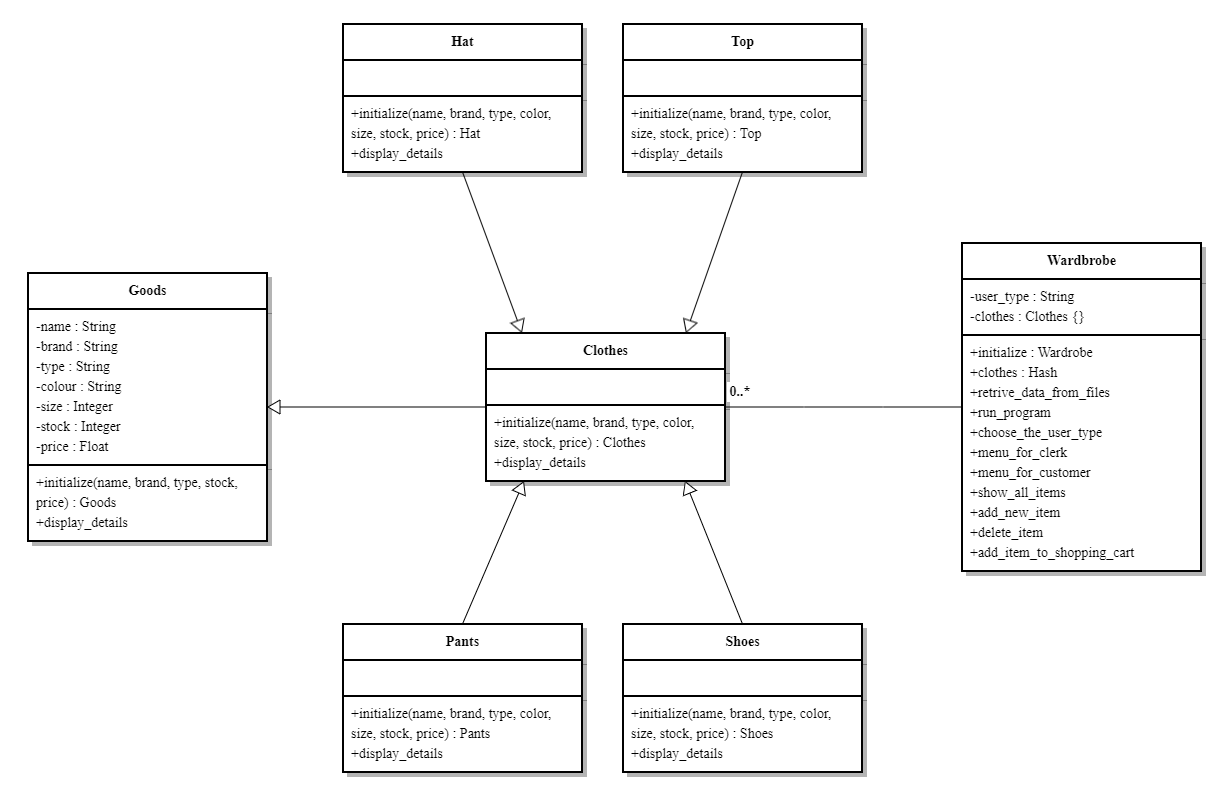 Hat
+initialize(name, brand, type, color,
size, stock, price) : Hat
+display_details
Top
+initialize(name, brand, type, color,
size, stock, price) : Top
+display_details
Goods
-name : String
-brand : String
-type : String
-colour : String
-size : Integer
-stock : Integer
-price : Float
+initialize(name, brand, type, stock,
price) : Goods
+display_details
Clothes
+initialize(name, brand, type, color,
size, stock, price) : Clothes
+display_details
0..*
Wardbrobe
-user_type : String
-clothes : Clothes {}
+initialize : Wardrobe
+clothes : Hash
+retrive_data_from_files
+run_program
+choose_the_user_type
+menu_for_clerk
+menu_for_customer
+show_all_items
+add_new_item
+delete_item
+add_item_to_shopping_cart
Pants
+initialize(name, brand, type, color,
size, stock, price) : Pants
+display_details
Shoes
+initialize(name, brand, type, color,
size, stock, price) : Shoes
+display_details